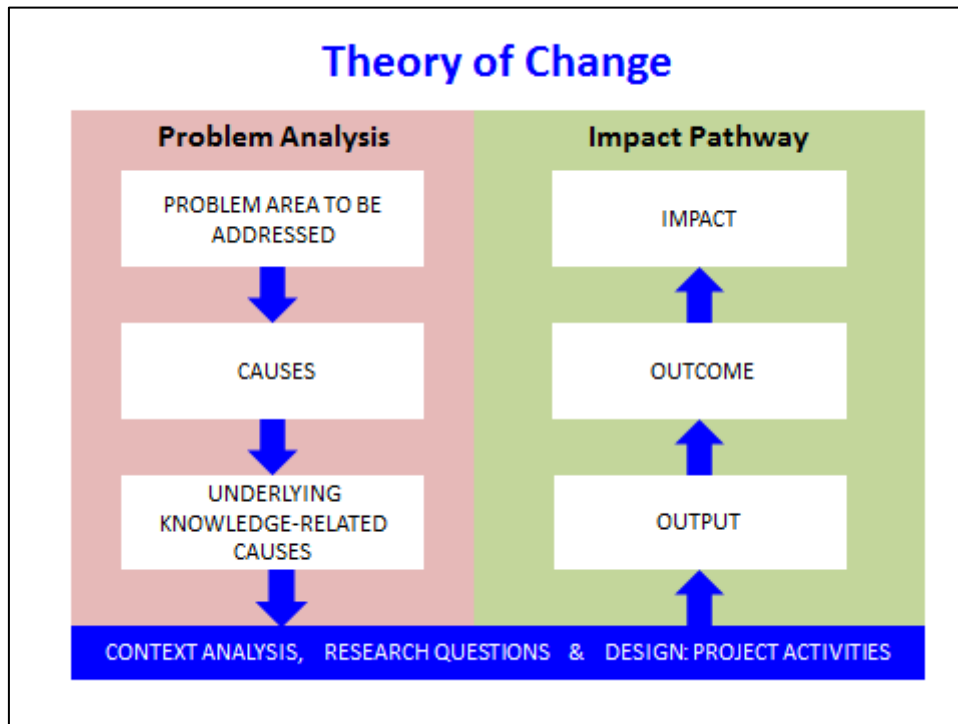 Theory of Change
Problem Analysis
PROBLEM AREA TO BE
ADDRESSED
CAUSES
UNDERLYING
KNOWLEDGE-RELATED
CAUSES
Impact Pathway
IMPACT
OUTCOME
OUTPUT
CONTEXT ANALYSIS, RESEARCH QUESTIONS & DESIGN: PROJECT ACTIVITIES